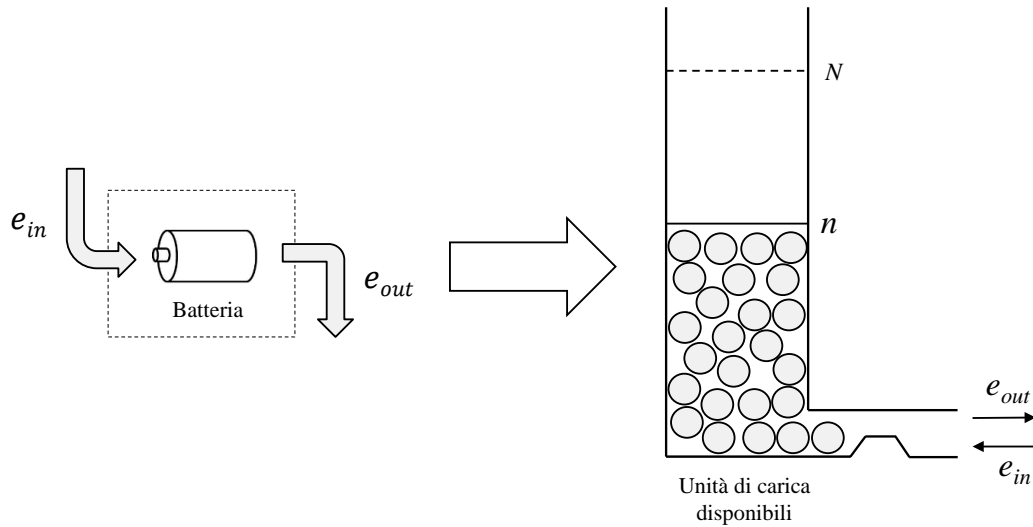 e_in
Batteria
e_out
N
n
e_out
e_in
Unità di carica
disponibili